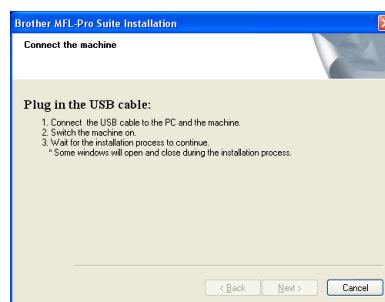 Brother MFL-Pro Suite Installation
Connect the machine
Plug in the USB cable:
1. Connect the USB cable to the PC and the machine.
2. Switch the machine on.
3. Wait for the installation process to continue.
* Some windows will open and close during the installation process.
< Back Next > Cancel